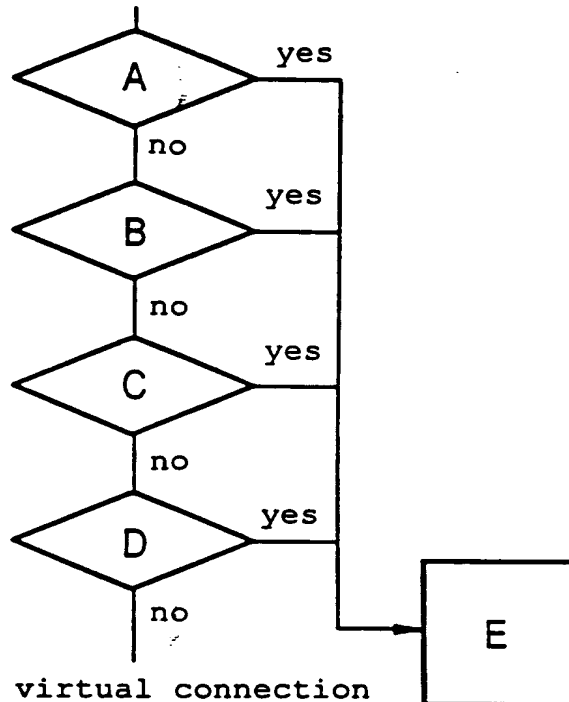 yes
A
no
yes
B
no
yes
C
no
yes
D
no
E
virtual connection